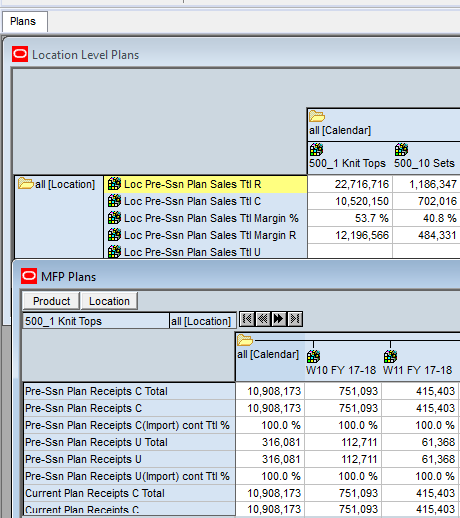 Plans
Location Level Plans
all [Calendar]
500_1 Knit Tops 500_10 Sets
all [Location] Loc Pre-Ssn Plan Sales Ttl R 22,716,716 1,186,347
Loc Pre-Ssn Plan Sales Ttl C 10,520,150 702,016
Loc Pre-Ssn Plan Sales Ttl Margin % 53.7 % 40.8 %
Loc Pre-Ssn Plan Sales Ttl Margin R 12,196,566 484,331
Loc Pre-Ssn Plan Sales Ttl U
MFP Plans
Product Location
500_1 Knit Tops all [Location]
all [Calendar]
W10 FY 17-18 W11 FY 17-18
Pre-Ssn Plan Receipts C Total 10,908,173 751,093 415,403
Pre-Ssn Plan Receipts C 10,908,173 751,093 415,403
Pre-Ssn Plan Receipts C(Import) cont Ttl % 100.0 % 100.0 % 100.0 %
Pre-Ssn Plan Receipts U Total 316,081 112,711 61,368
Pre-Ssn Plan Receipts U 316,081 112,711 61,368
Pre-Ssn Plan Receipts U(Import) cont Ttl % 100.0 % 100.0 % 100.0 %
Current Plan Receipts C Total 10,908,173 751,093 415,403
Current Plan Receipts C 10,908,173 751,093 415,403